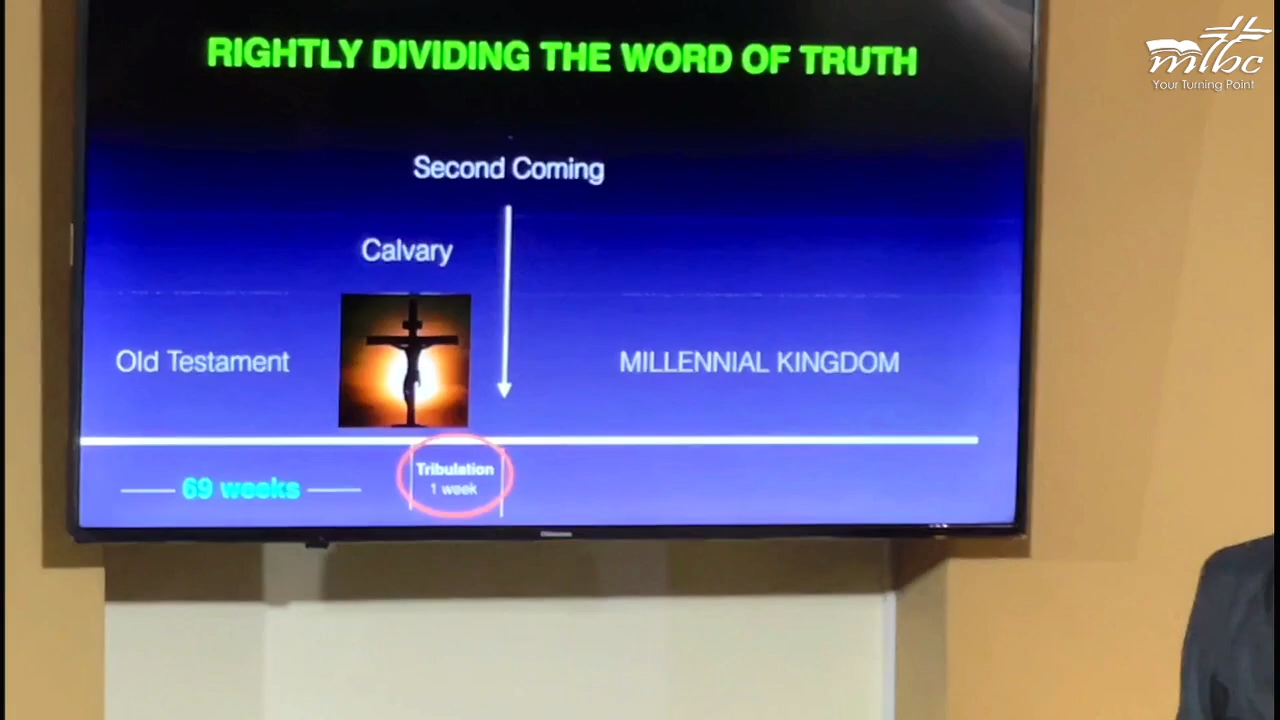 mtbc
Your Turning Point
RIGHTLY DIVIDING THE WORD OF TRUTH
Second Coming
Calvary
Old Testament
MILLENNIAL KINGDOM
Tribulation
1 week
69 weeks